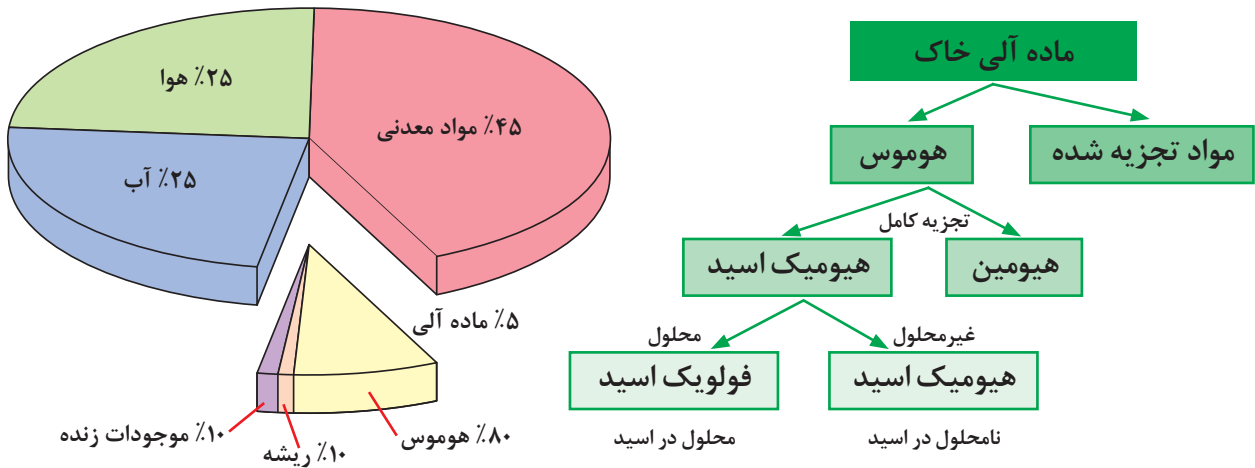 ماده آلی خاک
مواد تجزیه شده
هوموس
تجزیه کامل
هیومین
هیومیک اسید
غیرمحلول
محلول
هیومیک اسید
فولویک اسید
نامحلول در اسید
محلول در اسید
۴۵٪ مواد معدنی
۲۵٪ هوا
۲۵٪ آب
۵٪ ماده آلی
۸۰٪ هوموس
۱۰٪ ریشه
۱۰٪ موجودات زنده